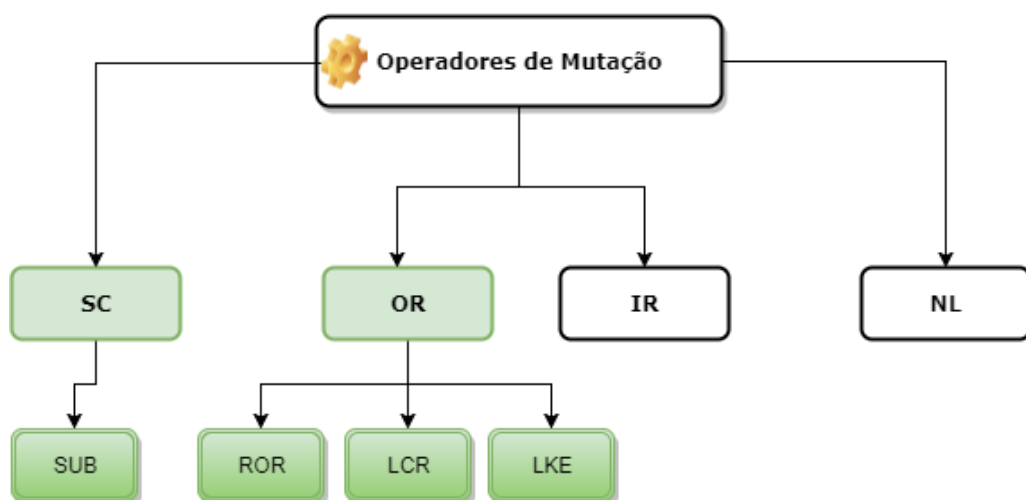 Operadores de Mutação
SC
OR
IR
NL
SUB
ROR
LCR
LKE